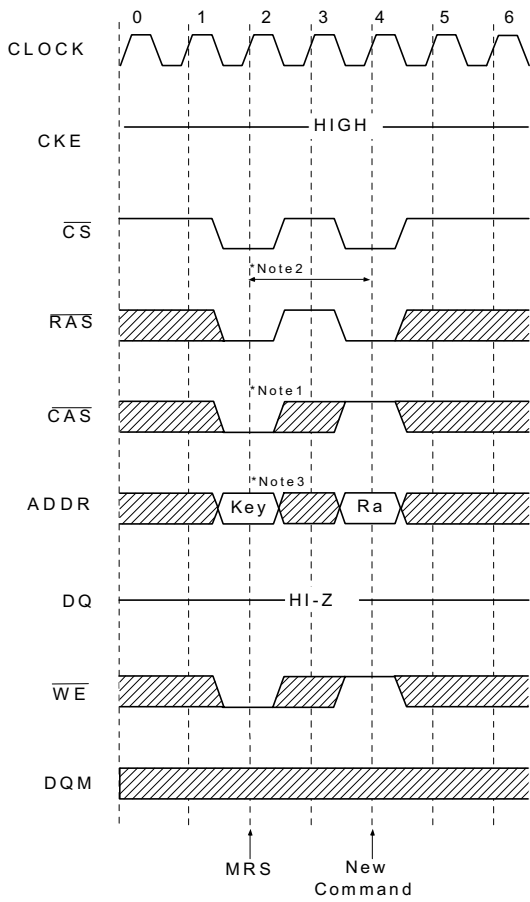 0 1 2 3 4 5 6
CLOCK
HIGH
CKE
CS
*Note2
RAS
*Note1
CAS
*Note3
ADDR Key Ra
DQ HI-Z
WE
DQM
MRS New
Command